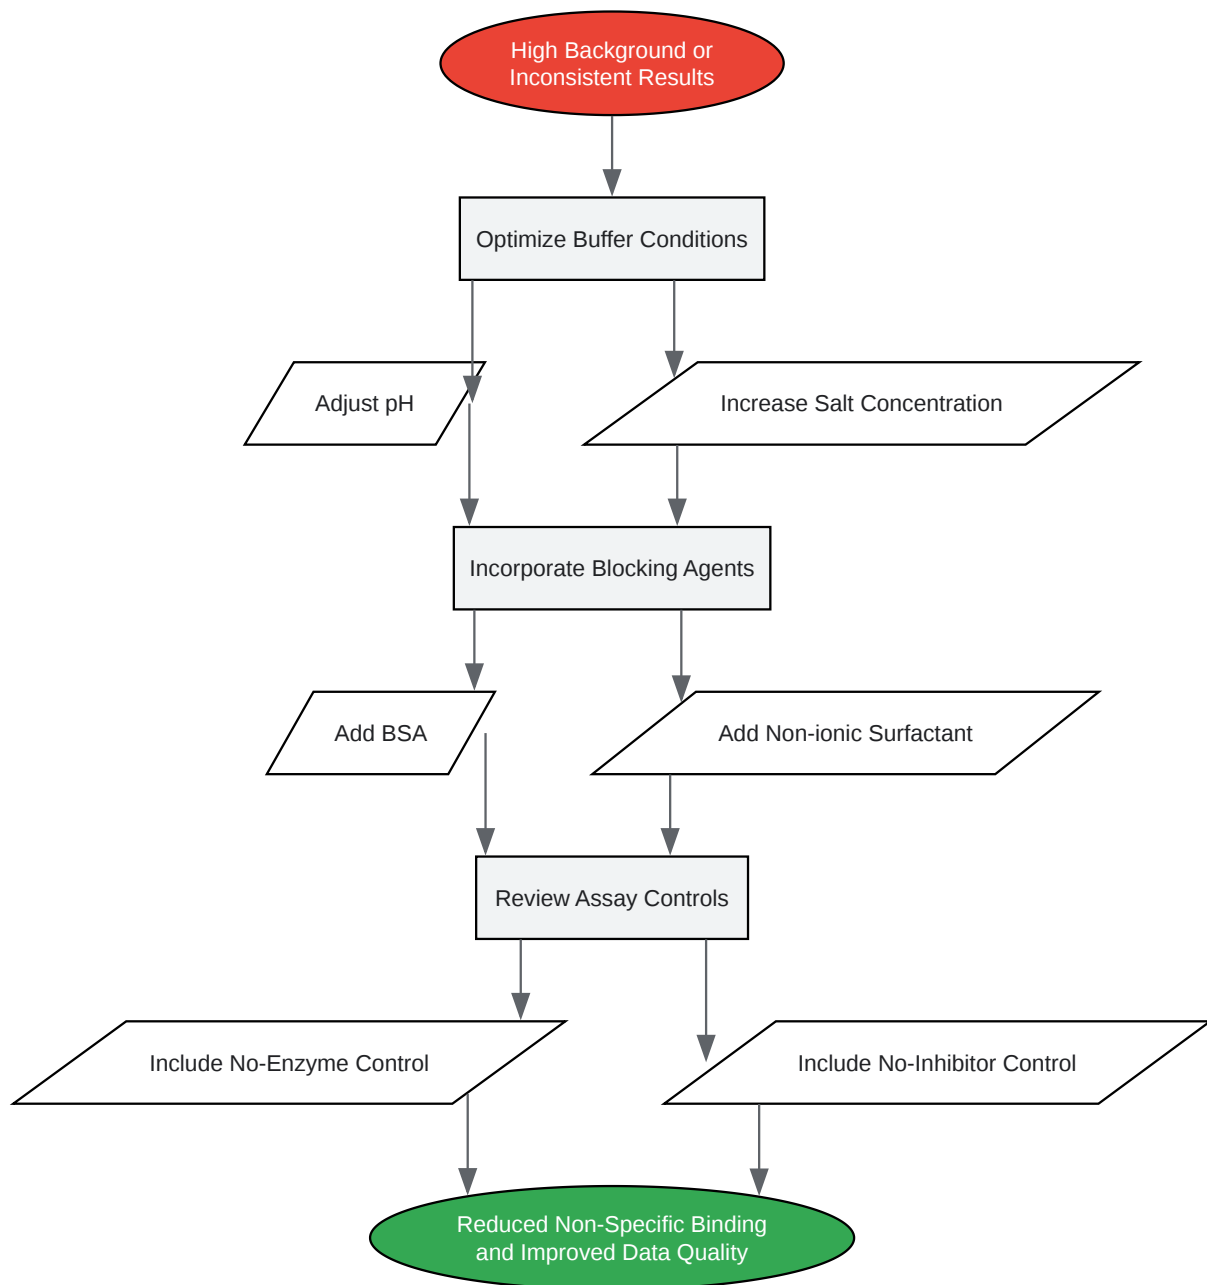 High Background or
Inconsistent Results
Optimize Buffer Conditions
Adjust pH
Increase Salt Concentration
Incorporate Blocking Agents
Add BSA
Add Non-ionic Surfactant
Review Assay Controls
Include No-Enzyme Control
Include No-Inhibitor Control
Reduced Non-Specific Binding
and Improved Data Quality